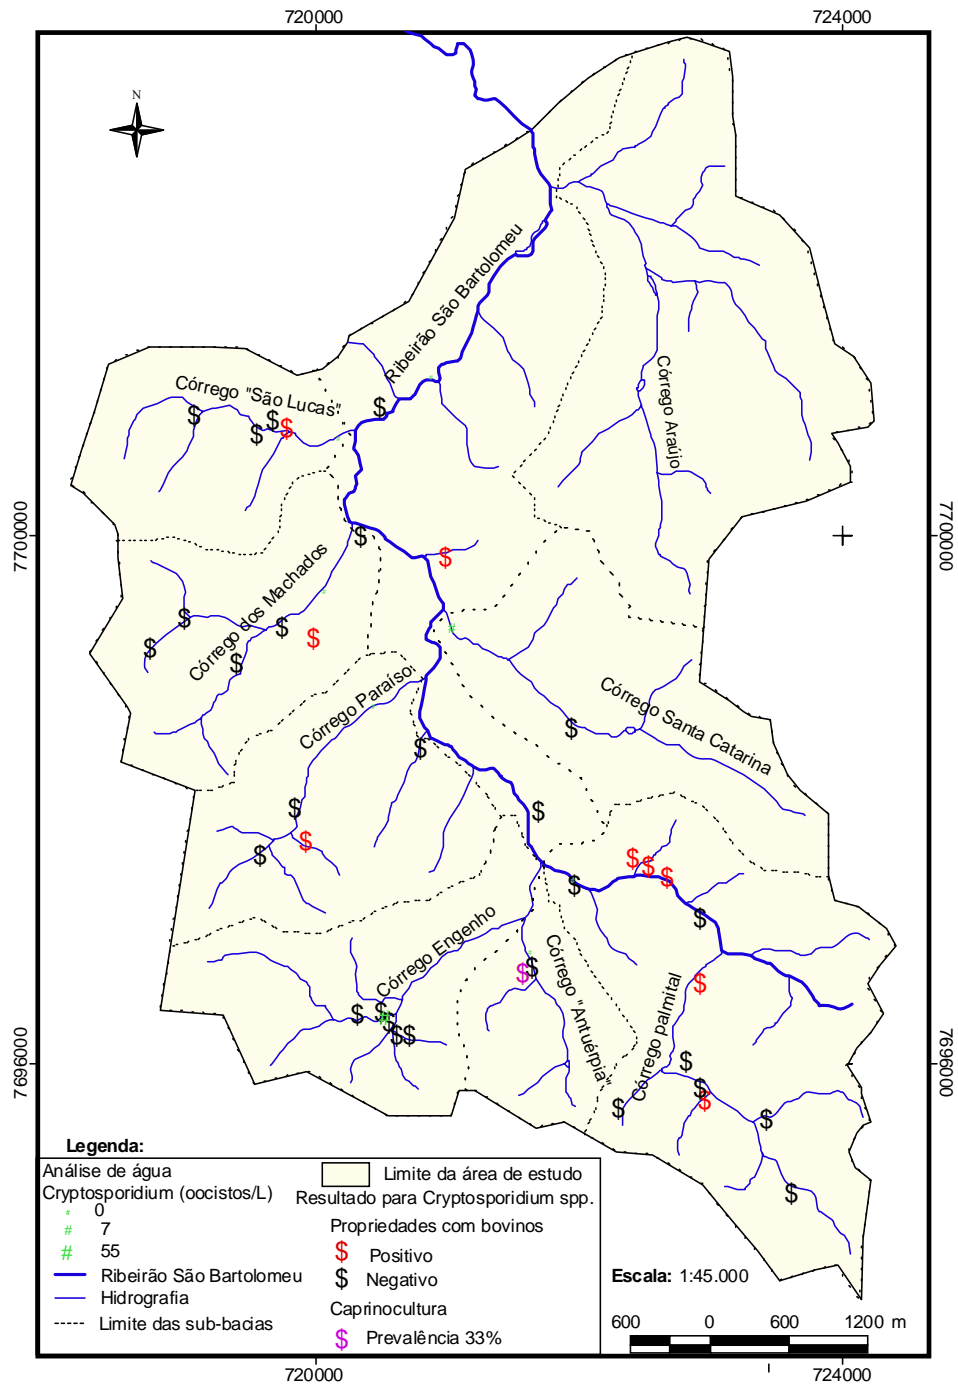 720000
724000
N
Ribeirão São Bartolomeu
Córrego "São Lucas"
Córrego Araújo
7700000
7700000
Córrego dos Machados
Córrego Paraíso
Córrego Santa Catarina
Córrego Engenho
Córrego "Antuérpia"
Córrego palmital
7696000
7696000
Legenda:
Análise de água
Cryptosporidium (oocistos/L)
0
7
55
Ribeirão São Bartolomeu
Hidrografia
Limite das sub-bacias
Limite da área de estudo
Resultado para Cryptosporidium spp.
Propriedades com bovinos
$ Positivo
$ Negativo
Caprinocultura
$ Prevalência 33%
Escala: 1:45.000
600 0 600 1200 m
720000
724000